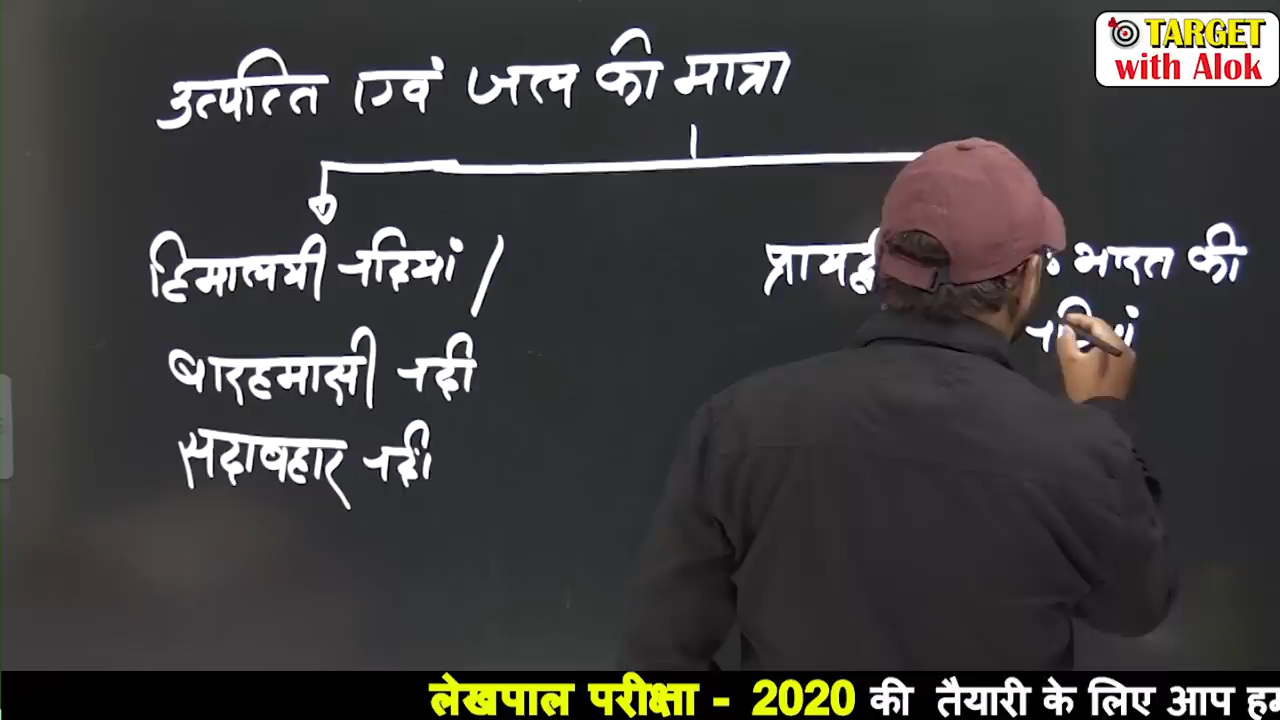 TARGET
with Alok
उत्पत्ति एवं जल की मात्रा
हिमालयी नदियां /
बारहमासी नदी
सदाबहार नदी
भारत की
नदियां
लेखपाल परीक्षा - 2020 की तैयारी के लिए आप